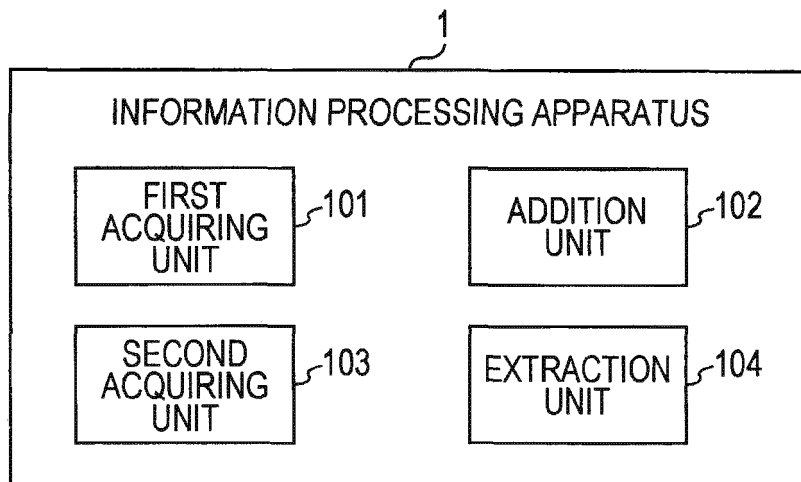 1
INFORMATION PROCESSING APPARATUS
FIRST
ACQUIRING
UNIT
101
ADDITION
UNIT
102
SECOND
ACQUIRING
UNIT
103
EXTRACTION
UNIT
104